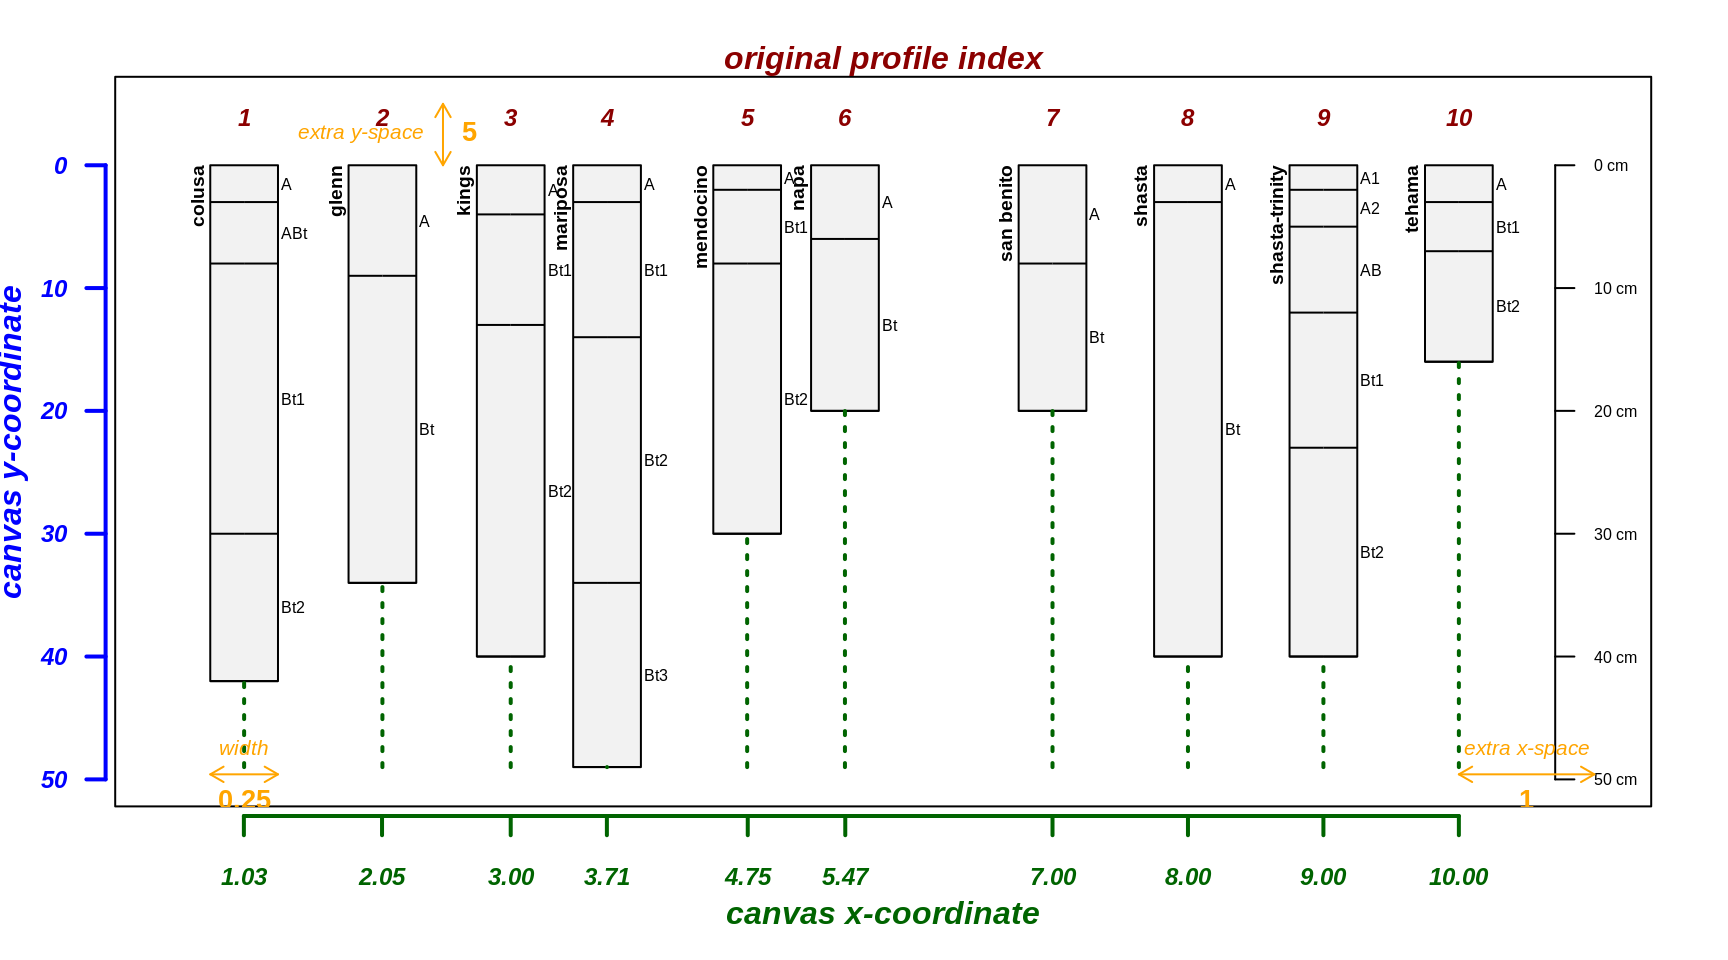 original profile index
1 2 3 4 5 6 7 8 9 10
extra y-space 5
canvas y-coordinate
0
10
20
30
40
50
colusa
A
ABt
Bt1
Bt2
glenn
A
Bt
kings
A
Bt1
Bt2
mariposa
A
Bt1
Bt2
Bt3
mendocino
A
Bt1
Bt2
napa
A
Bt
san benito
A
Bt
shasta
A
Bt
shasta-trinity
A1
A2
AB
Bt1
Bt2
tehama
A
Bt1
Bt2
0 cm
10 cm
20 cm
30 cm
40 cm
50 cm
width
0.25
extra x-space
1
1.03 2.05 3.00 3.71 4.75 5.47 7.00 8.00 9.00 10.00
canvas x-coordinate